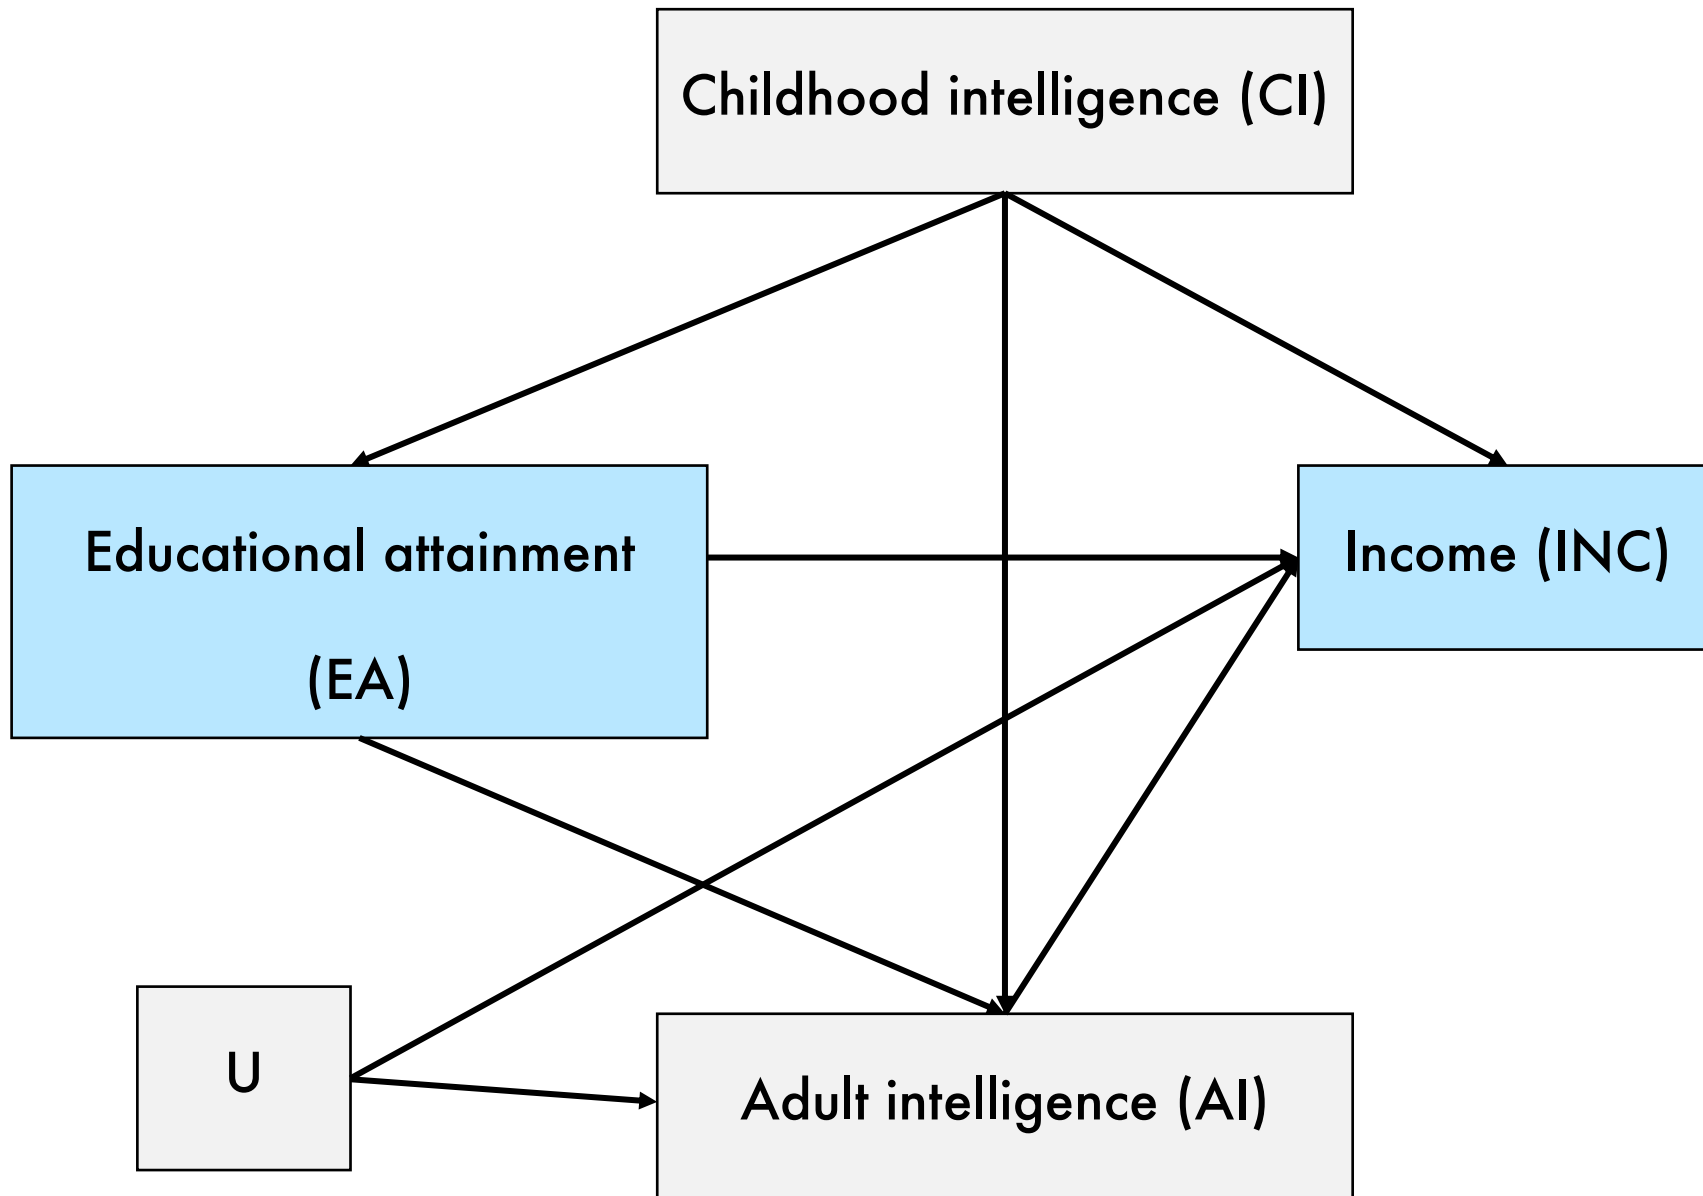 Childhood intelligence (CI)
Educational attainment
(EA)
Income (INC)
U
Adult intelligence (AI)